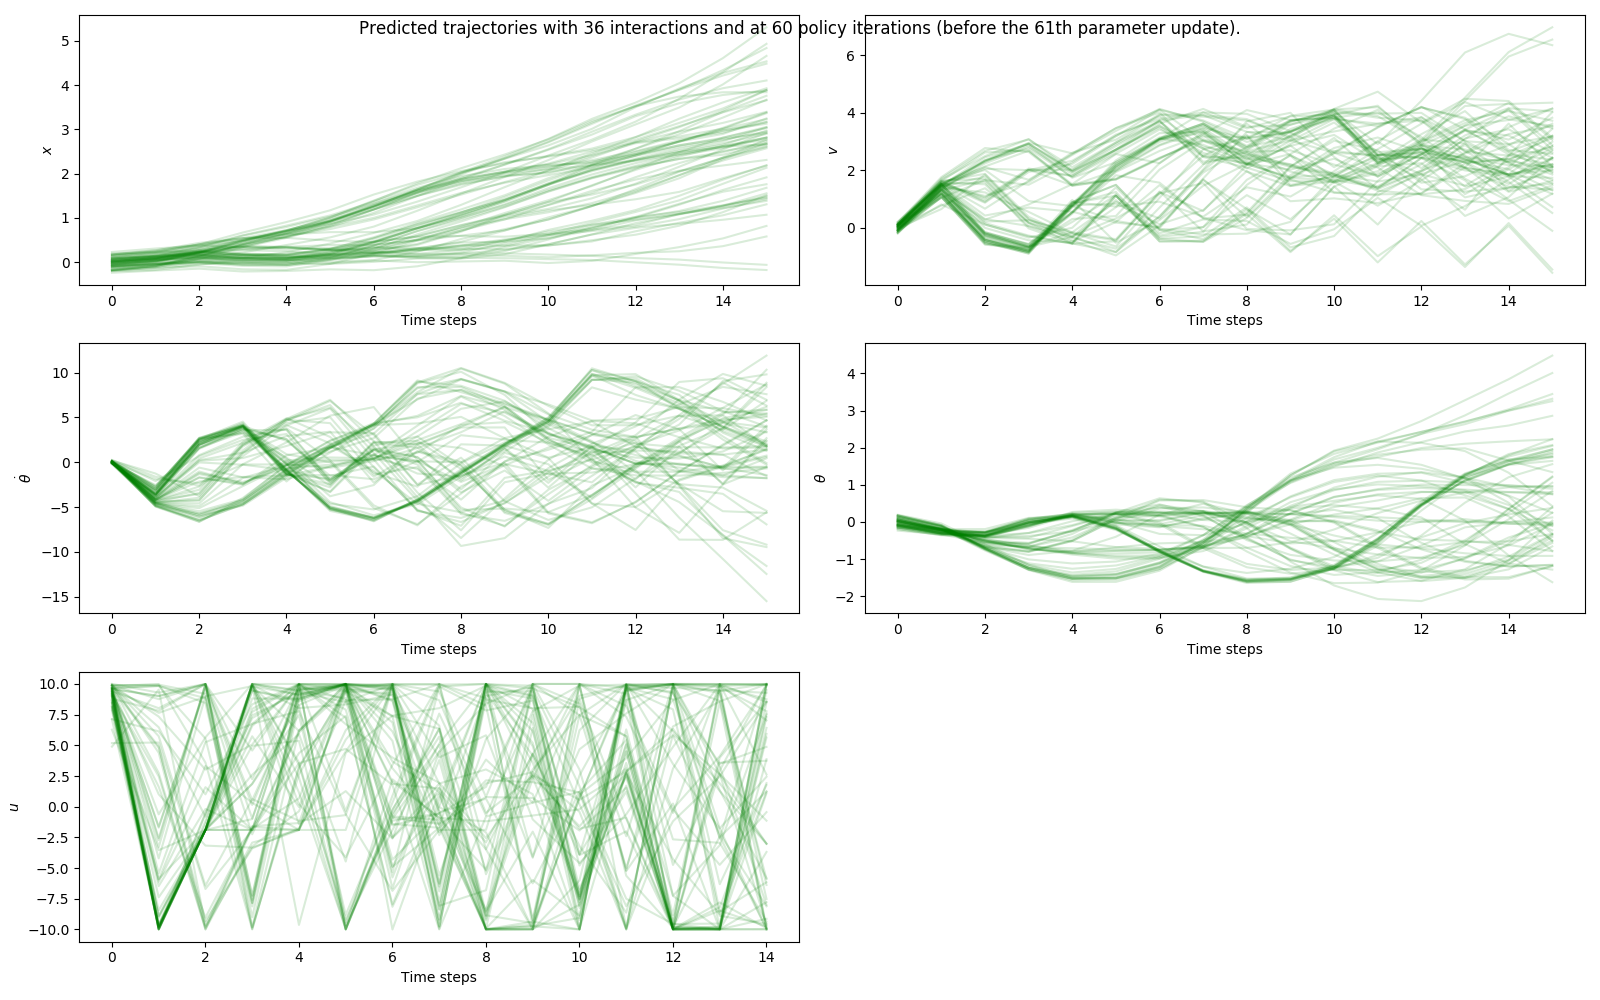 Predicted trajectories with 36 interactions and at 60 policy iterations (before the 61th parameter update).
5
4
3
2
1
0
x
0 2 4 6 8 10 12 14
Time steps
6
4
2
0
v
0 2 4 6 8 10 12 14
Time steps
10
5
0
−5
−10
−15
θ̇
0 2 4 6 8 10 12 14
Time steps
4
3
2
1
0
−1
−2
θ
0 2 4 6 8 10 12 14
Time steps
10.0
7.5
5.0
2.5
0.0
−2.5
−5.0
−7.5
−10.0
u
0 2 4 6 8 10 12 14
Time steps